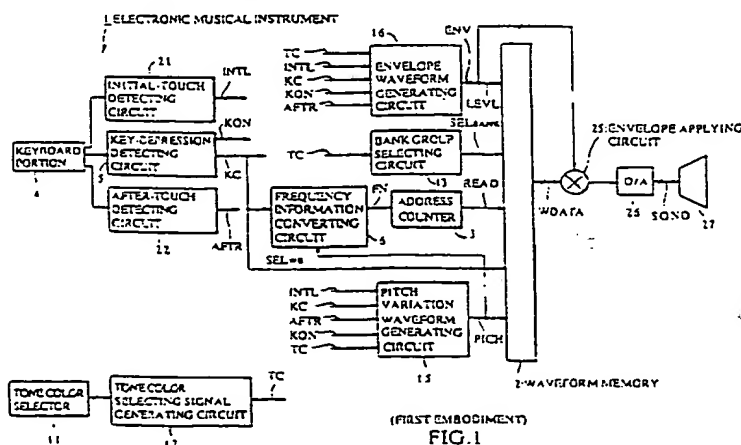 1 ELECTRONIC MUSICAL INSTRUMENT
21
INITIAL-TOUCH
DETECTING
CIRCUIT
INTL
KEYBOARD
PORTION
4
KEY-DEPRESSION
DETECTING
CIRCUIT
5
KON
KC
AFTER-TOUCH
DETECTING
CIRCUIT
22
AFTR
16
TC
INTL
KC
KON
AFTR
ENVELOPE
WAVEFORM
GENERATING
CIRCUIT
ENV
LEVL
TC
BANK GROUP
SELECTING
CIRCUIT
13
FREQUENCY
INFORMATION
CONVERTING
CIRCUIT
6
FN
ADDRESS
COUNTER
3
READ
INTL
KC
AFTR
KON
TC
PITCH
VARIATION
WAVEFORM
GENERATING
CIRCUIT
15
PICH
2:WAVEFORM MEMORY
WDATA
25:ENVELOPE APPLYING
CIRCUIT
D/A
26
SOND
27
TONE COLOR
SELECTOR
11
TONE COLOR
SELECTING SIGNAL
GENERATING CIRCUIT
12
TC
(FIRST EMBODIMENT)
FIG.1